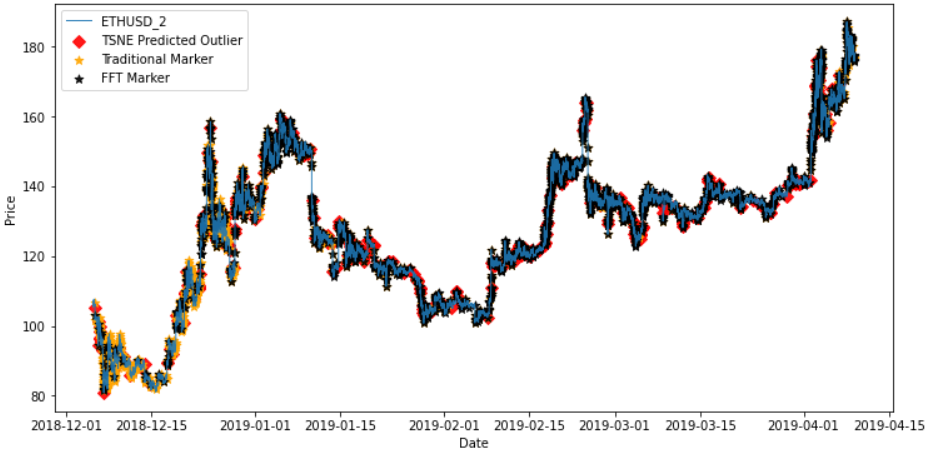 ETHUSD_2
TSNE Predicted Outlier
Traditional Marker
FFT Marker
Price
180
160
140
120
100
80
2018-12-01 2018-12-15 2019-01-01 2019-01-15 2019-02-01 2019-02-15 2019-03-01 2019-03-15 2019-04-01 2019-04-15
Date